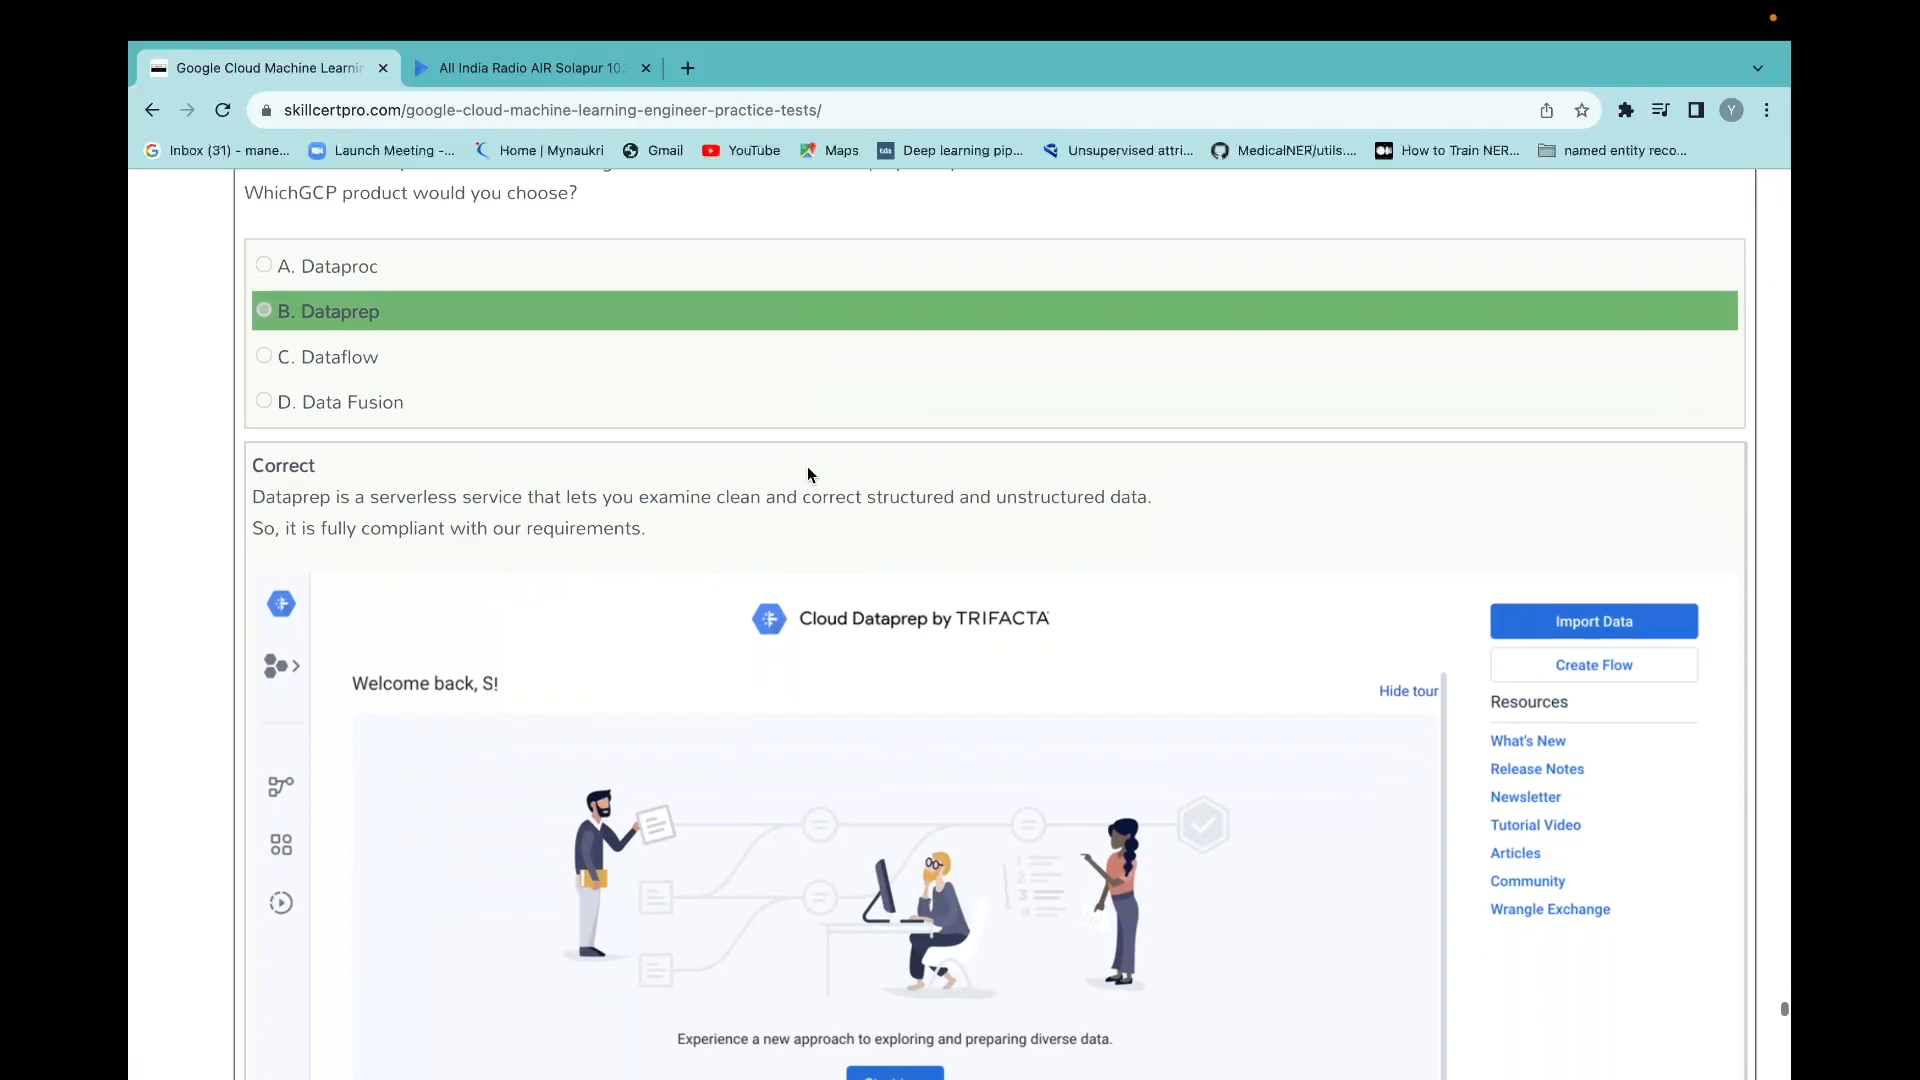 Google Cloud Machine Learnin
All India Radio AIR Solapur 10
skillcertpro.com/google-cloud-machine-learning-engineer-practice-tests/
Y
Inbox (31) - mane...
Launch Meeting -...
Home | Mynaukri
Gmail
YouTube
Maps
Deep learning pip...
Unsupervised attri...
MedicalNER/utils....
How to Train NER...
named entity reco...
WhichGCP product would you choose?
A. Dataproc
B. Dataprep
C. Dataflow
D. Data Fusion
Correct
Dataprep is a serverless service that lets you examine clean and correct structured and unstructured data.
So, it is fully compliant with our requirements.
Cloud Dataprep by TRIFACTA
Import Data
Create Flow
Welcome back, S!
Hide tour
Resources
What's New
Release Notes
Newsletter
Tutorial Video
Articles
Community
Wrangle Exchange
Experience a new approach to exploring and preparing diverse data.